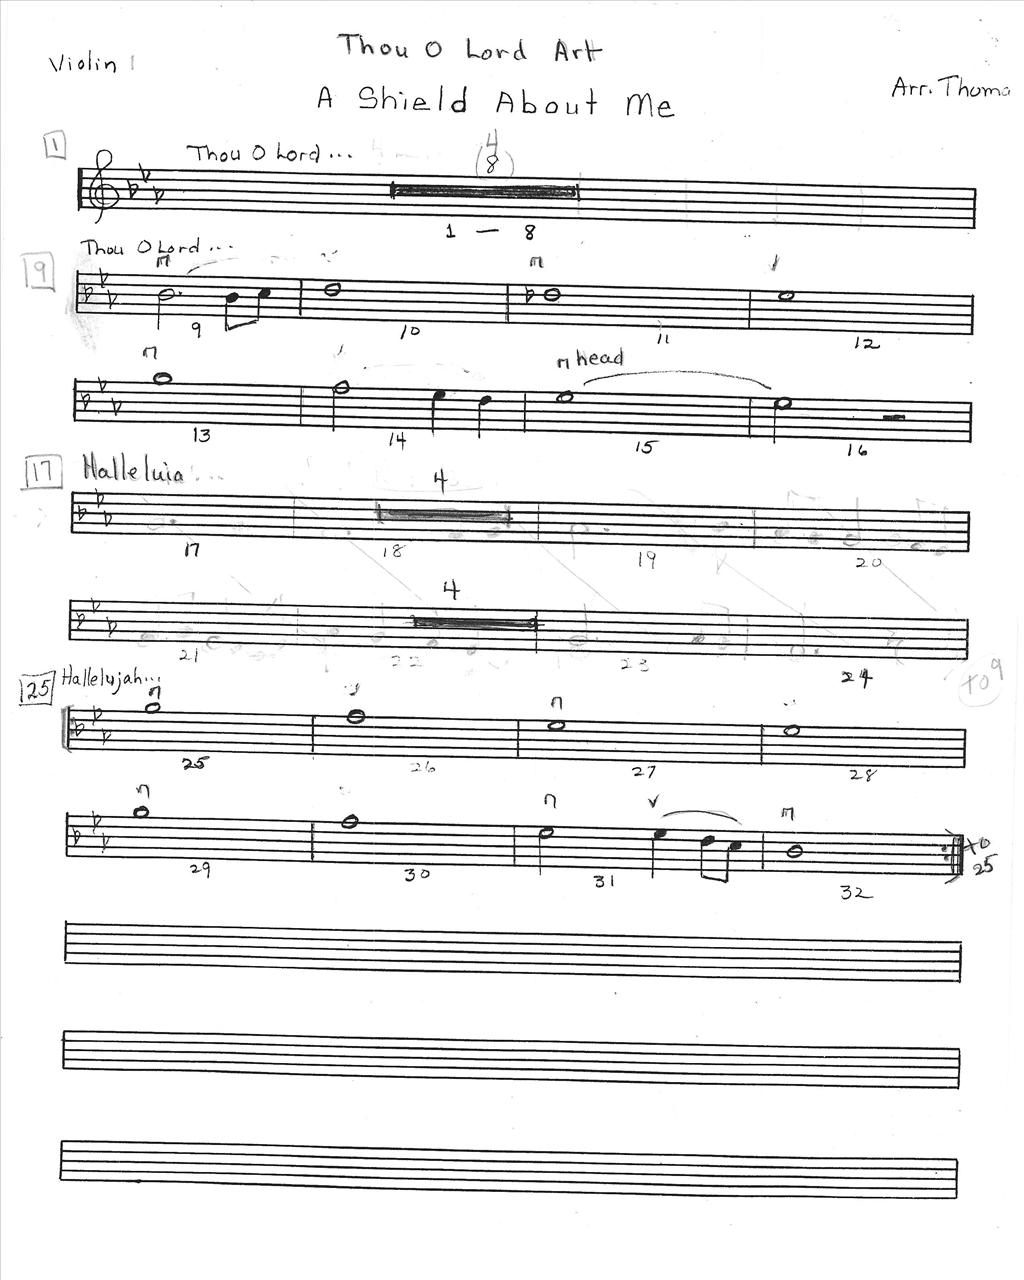 Thou O Lord Art
Violin 1
A Shield About Me
Arr. Thoma
1
Thou O Lord...
4
(8)
1 — 8
Thou O Lord...
9
9 10 11 12
head
13 14 15 16
17 Halleluia...
4
17 18 19 20
4
21 22 23 24
to 9
25 Hallelujah...
25 26 27 28
29 30 31 32
to
25